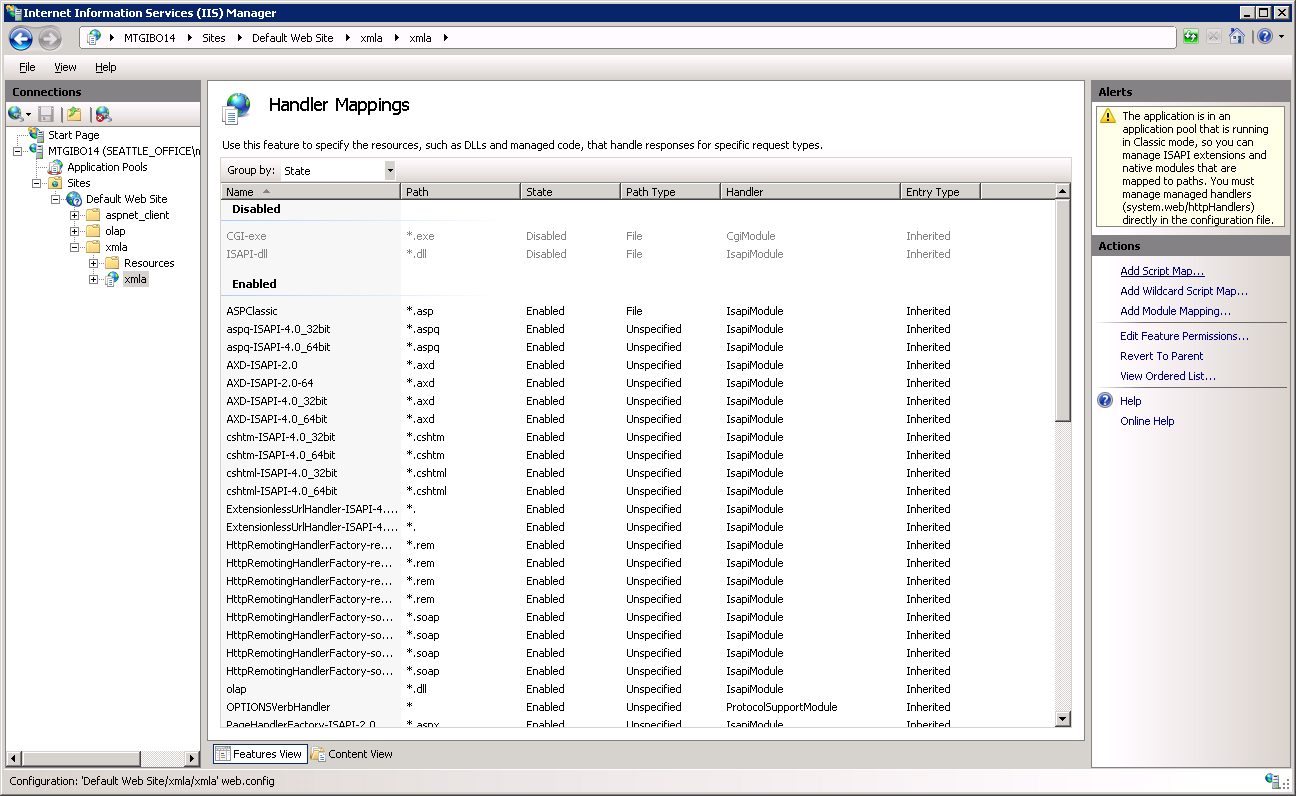 Internet Information Services (IIS) Manager
MTGIBO14 Sites Default Web Site xmla xmla
File View Help
Connections
Start Page
MTGIBO14 (SEATTLE_OFFICE\
Application Pools
Sites
Default Web Site
aspnet_client
olap
xmla
Resources
xmla
Handler Mappings
Use this feature to specify the resources, such as DLLs and managed code, that handle responses for specific request types.
Group by: State
Name Path State Path Type Handler Entry Type
Disabled
CGI-exe *.exe Disabled File CgiModule Inherited
ISAPI-dll *.dll Disabled File IsapiModule Inherited
Enabled
ASPClassic *.asp Enabled File IsapiModule Inherited
aspq-ISAPI-4.0_32bit *.aspq Enabled Unspecified IsapiModule Inherited
aspq-ISAPI-4.0_64bit *.aspq Enabled Unspecified IsapiModule Inherited
AXD-ISAPI-2.0 *.axd Enabled Unspecified IsapiModule Inherited
AXD-ISAPI-2.0-64 *.axd Enabled Unspecified IsapiModule Inherited
AXD-ISAPI-4.0_32bit *.axd Enabled Unspecified IsapiModule Inherited
AXD-ISAPI-4.0_64bit *.axd Enabled Unspecified IsapiModule Inherited
cshtm-ISAPI-4.0_32bit *.cshtm Enabled Unspecified IsapiModule Inherited
cshtm-ISAPI-4.0_64bit *.cshtm Enabled Unspecified IsapiModule Inherited
cshtml-ISAPI-4.0_32bit *.cshtml Enabled Unspecified IsapiModule Inherited
cshtml-ISAPI-4.0_64bit *.cshtml Enabled Unspecified IsapiModule Inherited
ExtensionlessUrlHandler-ISAPI-4.... *. Enabled Unspecified IsapiModule Inherited
ExtensionlessUrlHandler-ISAPI-4.... *. Enabled Unspecified IsapiModule Inherited
HttpRemotingHandlerFactory-re... *.rem Enabled Unspecified IsapiModule Inherited
HttpRemotingHandlerFactory-re... *.rem Enabled Unspecified IsapiModule Inherited
HttpRemotingHandlerFactory-re... *.rem Enabled Unspecified IsapiModule Inherited
HttpRemotingHandlerFactory-re... *.rem Enabled Unspecified IsapiModule Inherited
HttpRemotingHandlerFactory-so... *.soap Enabled Unspecified IsapiModule Inherited
HttpRemotingHandlerFactory-so... *.soap Enabled Unspecified IsapiModule Inherited
HttpRemotingHandlerFactory-so... *.soap Enabled Unspecified IsapiModule Inherited
HttpRemotingHandlerFactory-so... *.soap Enabled Unspecified IsapiModule Inherited
olap *.dll Enabled Unspecified IsapiModule Inherited
OPTIONSVerbHandler * Enabled Unspecified ProtocolSupportModule Inherited
PageHandlerFactory-ISAPI-2.0 *.aspx Enabled Unspecified IsapiModule Inherited
Features View Content View
Alerts
The application is in an
application pool that is running
in Classic mode, so you can
manage ISAPI extensions and
native modules that are
mapped to paths. You must
manage managed handlers
(system.web/httpHandlers)
directly in the configuration file.
Actions
Add Script Map...
Add Wildcard Script Map...
Add Module Mapping...
Edit Feature Permissions...
Revert To Parent
View Ordered List...
Help
Online Help
Configuration: 'Default Web Site/xmla/xmla' web.config